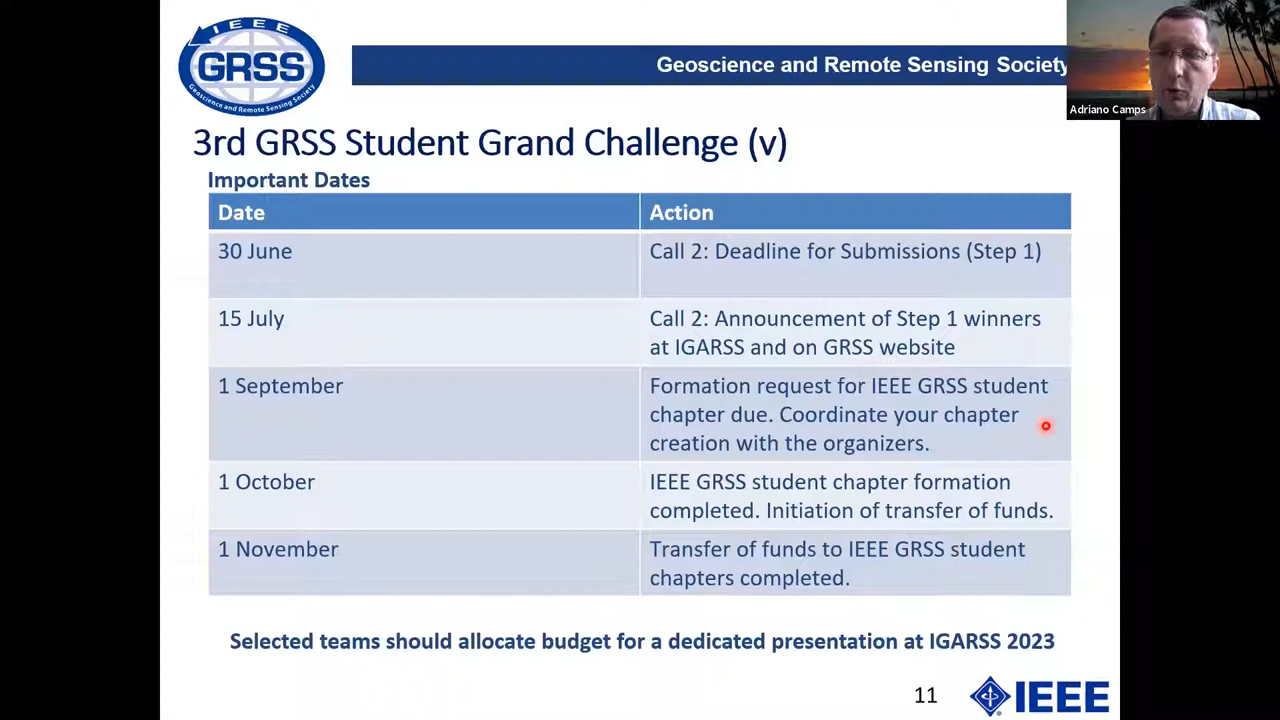 IEEE
GRSS
Geoscience and Remote Sensing Society
Geoscience and Remote Sensing Society
Adriano Camps
3rd GRSS Student Grand Challenge (v)
Important Dates
Date Action
30 June Call 2: Deadline for Submissions (Step 1)
15 July Call 2: Announcement of Step 1 winners
at IGARSS and on GRSS website
1 September Formation request for IEEE GRSS student
chapter due. Coordinate your chapter
creation with the organizers.
1 October IEEE GRSS student chapter formation
completed. Initiation of transfer of funds.
1 November Transfer of funds to IEEE GRSS student
chapters completed.
Selected teams should allocate budget for a dedicated presentation at IGARSS 2023
11
IEEE